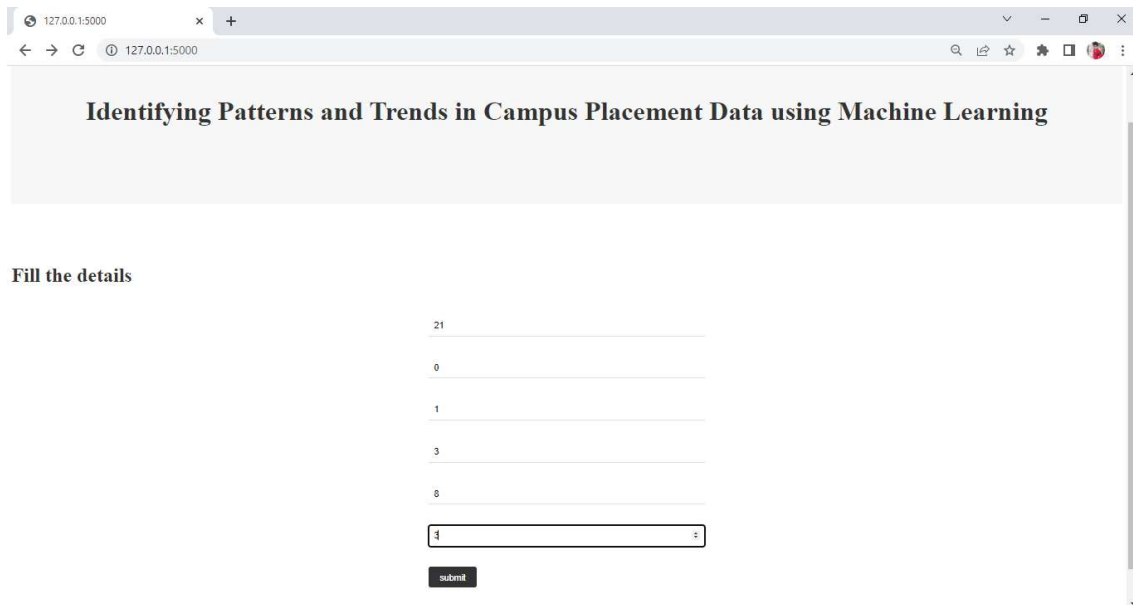 127.0.0.1:5000
127.0.0.1:5000
Identifying Patterns and Trends in Campus Placement Data using Machine Learning
Fill the details
21
0
1
3
8
3
submit